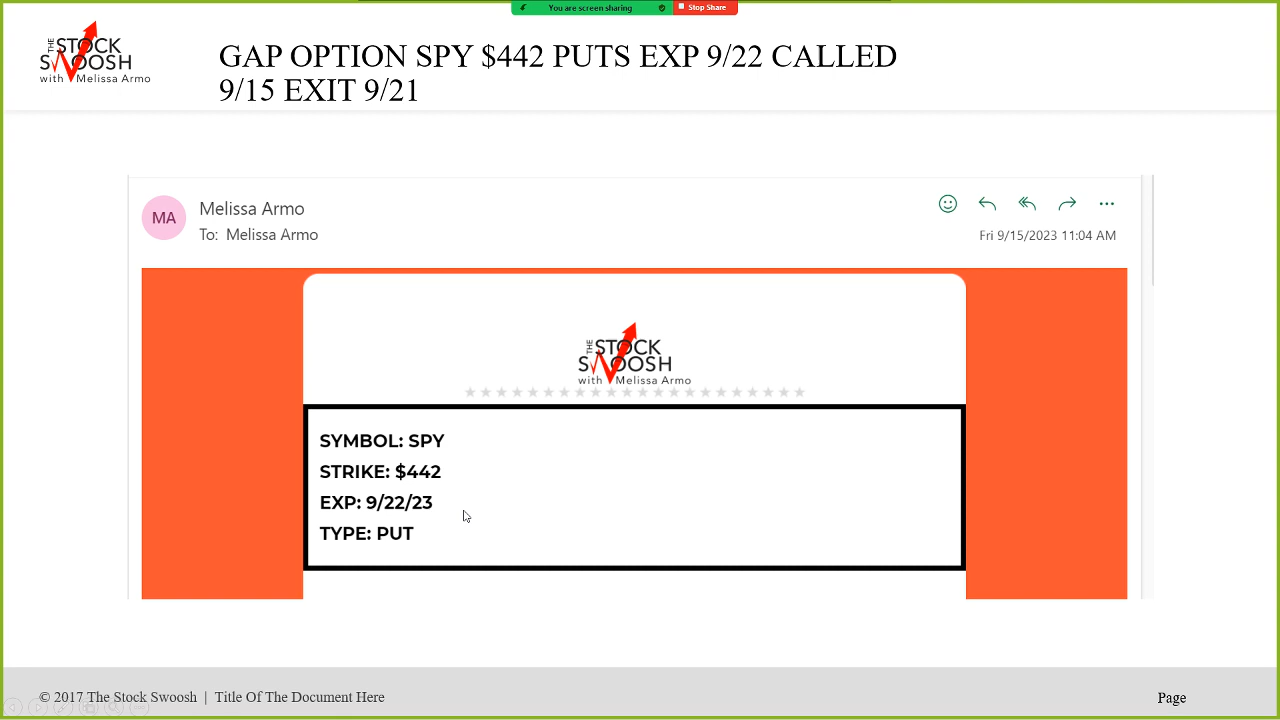 You are screen sharing
Stop Share
THE STOCK
SWOOSH
with Melissa Armo
GAP OPTION SPY $442 PUTS EXP 9/22 CALLED
9/15 EXIT 9/21
MA
Melissa Armo
To: Melissa Armo
Fri 9/15/2023 11:04 AM
THE STOCK
SWOOSH
with Melissa Armo
SYMBOL: SPY
STRIKE: $442
EXP: 9/22/23
TYPE: PUT
© 2017 The Stock Swoosh | Title Of The Document Here
Page